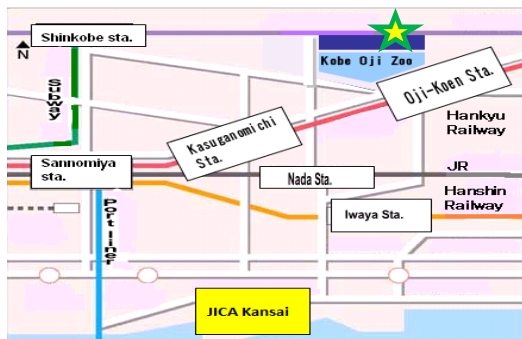 Shinkobe sta.
N
Subway
Kobe Oji Zoo
Oji-Koen Sta.
Kasuganomichi
Sta.
Hankyu
Railway
Sannomiya
sta.
JR
Nada Sta.
Hanshin
Railway
Iwaya Sta.
Port liner
JICA Kansai